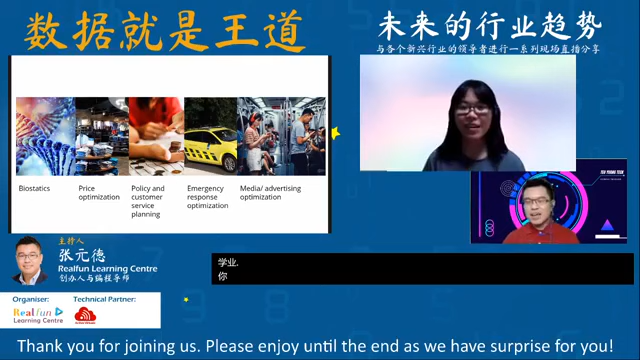 数据就是王道
未来的行业趋势
与各个新兴行业的领导者进行一系列现场直播分享
Biostatics
Price
optimization
Policy and
customer
service
planning
Emergency
response
optimization
Media/ advertising
optimization
主持人
张元德
Realfun Learning Centre
创办人与编程导师
学业,
你
Organiser:
Realfun
Learning Centre
Technical Partner:
Thank you for joining us. Please enjoy until the end as we have surprise for you!